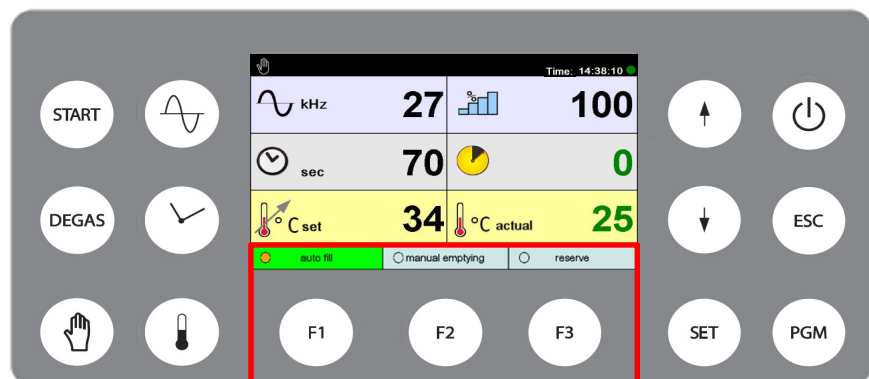 Time: 14:38:10
kHz 27 % 100
START
sec 70 0
DEGAS
°C set 34 °C actual 25
ESC
auto fill manual emptying reserve
F1 F2 F3
SET PGM